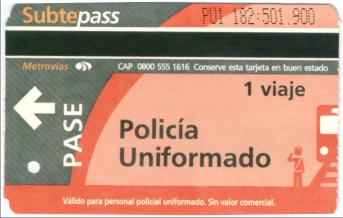 Subtepass
PU1 182·501.900
Metrovías
CAP 0800 555 1616 Conserve esta tarjeta en buen estado
1 viaje
PASE
Policía
Uniformado
Válido para personal policial uniformado. Sin valor comercial.